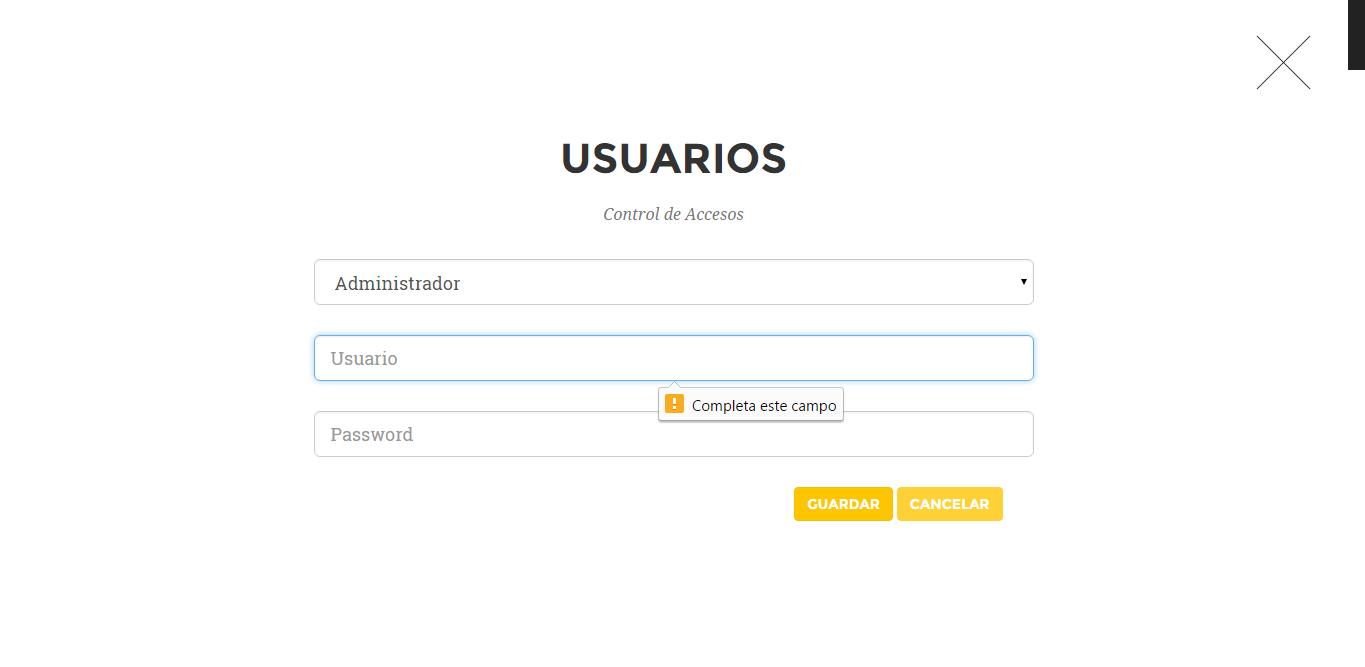 USUARIOS
Control de Accesos
Administrador
Usuario
Completa este campo
Password
GUARDAR CANCELAR